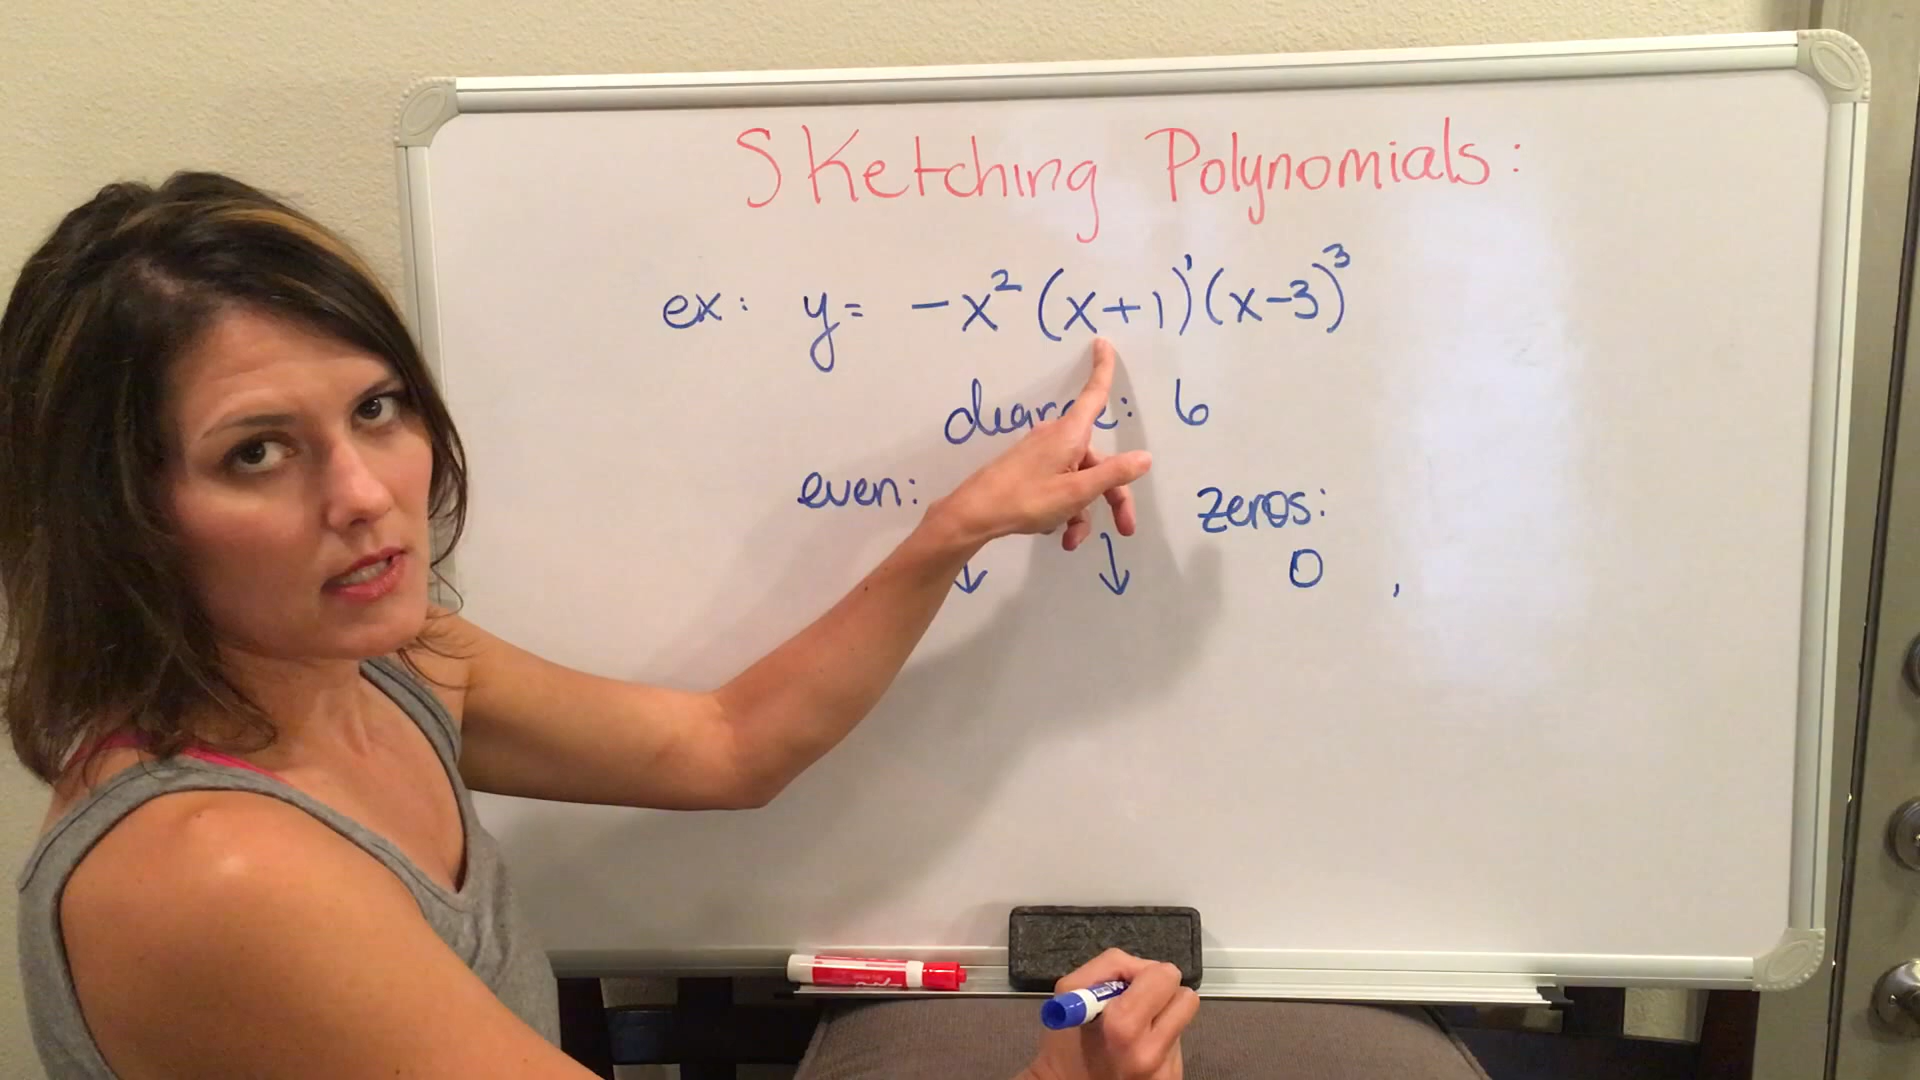 SKetching Polynomials:
ex: y= -x² (x+1)¹(x-3)³
degree: 6
even:
zeros:
↓ ↓ 0 ,